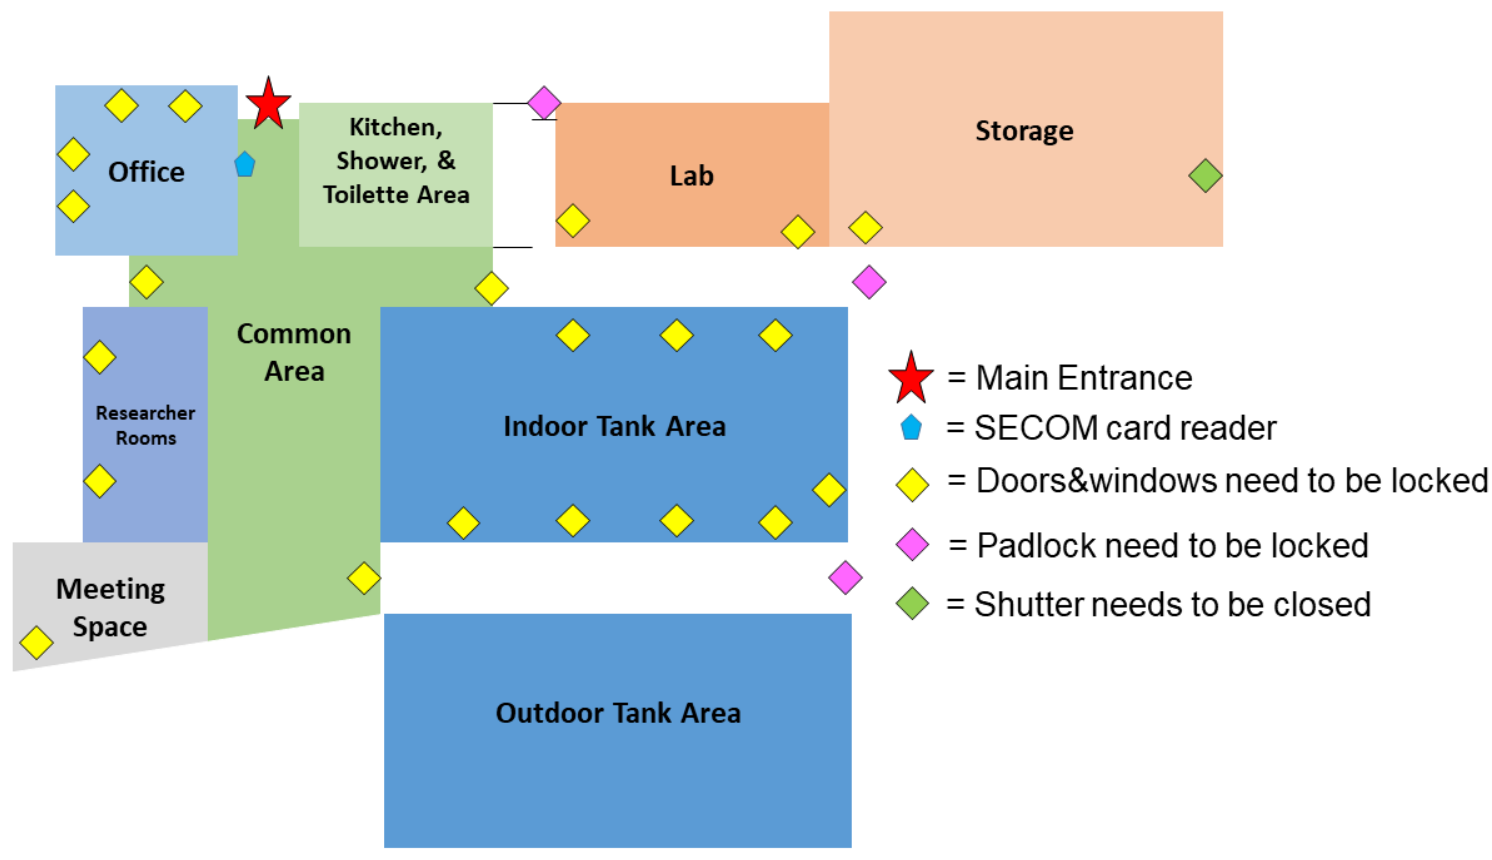 Kitchen,
Shower, &
Toilette Area
Office
Lab
Storage
Common
Area
Researcher
Rooms
Indoor Tank Area
Meeting
Space
Outdoor Tank Area
= Main Entrance
= SECOM card reader
= Doors&windows need to be locked
= Padlock need to be locked
= Shutter needs to be closed